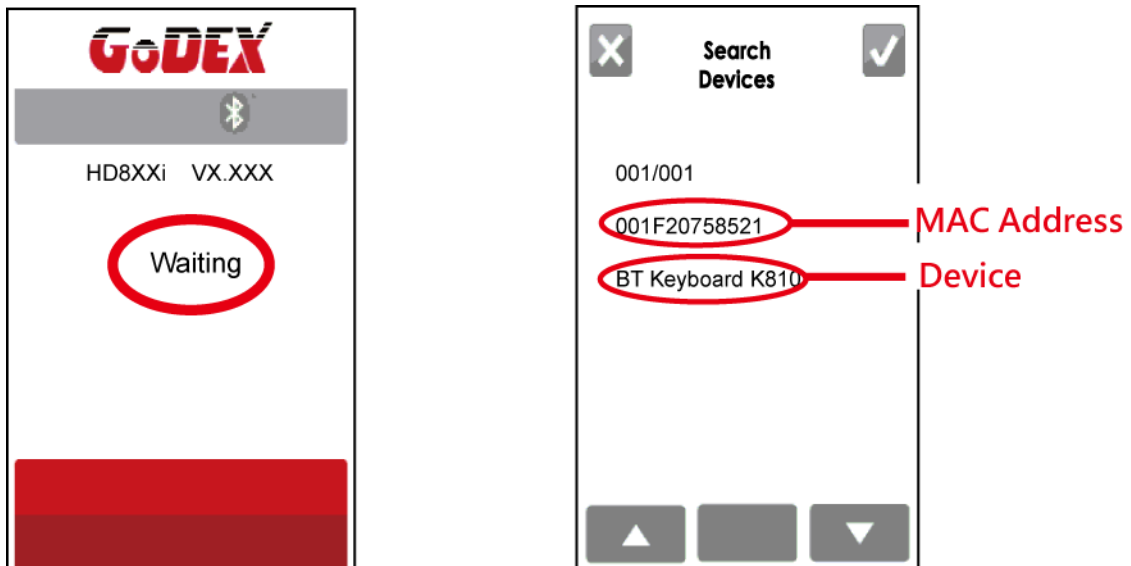 GoDEX
HD8XXi VX.XXX
Waiting
Search
Devices
001/001
001F20758521
MAC Address
BT Keyboard K810
Device